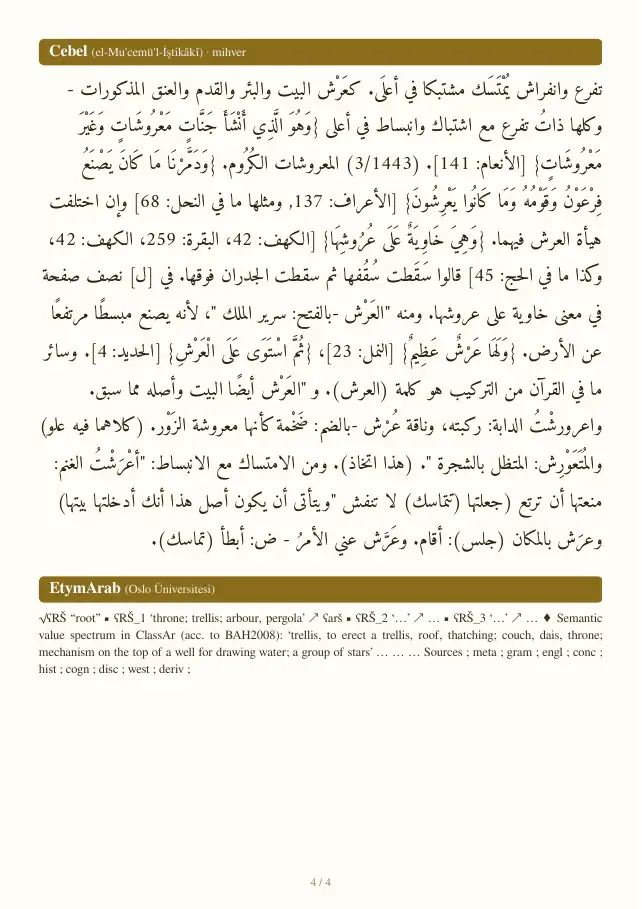 Cebel (el-Mu'cemü'l-İştikâkî) · mihver
تفرع وانفراش يُمْتَسَك مشتبكا في أعلَى. كعَرْش البيت والبئر والقدم والعنق المذكورات -
وكلها ذاتُ تفرع مع اشتباك وانبساط في أعلى {وَهُوَ الَّذِي أَنْشَأَ جَنَّاتٍ مَعْرُوشَاتٍ وَغَيْرَ
مَعْرُوشَاتٍ} [الأنعام: 141]. (3/1443) المعروشات الكُرُوم. {وَدَمَّرْنَا مَا كَانَ يَصْنَعُ
فِرْعَوْنُ وَقَوْمُهُ وَمَا كَانُوا يَعْرِشُونَ} [الأعراف: 137, ومثلها ما في النحل: 68] وإن اختلفت
هيأة العرش فيهما. {وَهِيَ خَاوِيَةٌ عَلَى عُرُوشِهَا} [الكهف: 42، البقرة: 259، الكهف: 42،
وكذا ما في الحج: 45] قالوا سَقَطت سُقُفها ثم سقطت الجدران فوقها. في [ل] نصف صفحة
في معنى خاوية على عروشها. ومنه "العَرْش -بالفتح: سرير الملك "، لأنه يصنع مبسطًا مرتفعًا
عن الأرض. {وَلَهَا عَرْشٌ عَظِيمٌ} [النمل: 23]، {ثُمَّ اسْتَوَى عَلَى الْعَرْشِ} [الحديد: 4]. وسائر
ما في القرآن من التركيب هو كلمة (العرش). و "العَرْش أيضًا البيت وأصله مما سبق.
واعرورشْتُ الدابة: ركبته، وناقة عُرْش -بالضم: ضَخْمة كأنها معروشة الزَوْر. (كلاهما فيه علو)
والمُتَعَوْرِش: المتظل بالشجرة ". (هذا اتخاذ). ومن الامتساك مع الانبساط: "أعْرَشْتُ الغنم:
منعتها أن ترتع (جعلتها (تتماسك) لا تنفش "ويتأتى أن يكون أصل هذا أنك أدخلتها بيتها)
وعرَش بالمكان (جلس): أقام. وعَرَّش عني الأمرُ - ض: أبطأ (تماسك).
EtymArab (Oslo Üniversitesi)
√ʕRŠ “root” ▪ ʕRŠ_1 ‘throne; trellis; arbour, pergola’ ↗ ʕarš ▪ ʕRŠ_2 ‘…’ ↗ … ▪ ʕRŠ_3 ‘…’ ↗ … ♦ Semantic
value spectrum in ClassAr (acc. to BAH2008): ‘trellis, to erect a trellis, roof, thatching; couch, dais, throne;
mechanism on the top of a well for drawing water; a group of stars’ … … … Sources ; meta ; gram ; engl ; conc ;
hist ; cogn ; disc ; west ; deriv ;
4 / 4